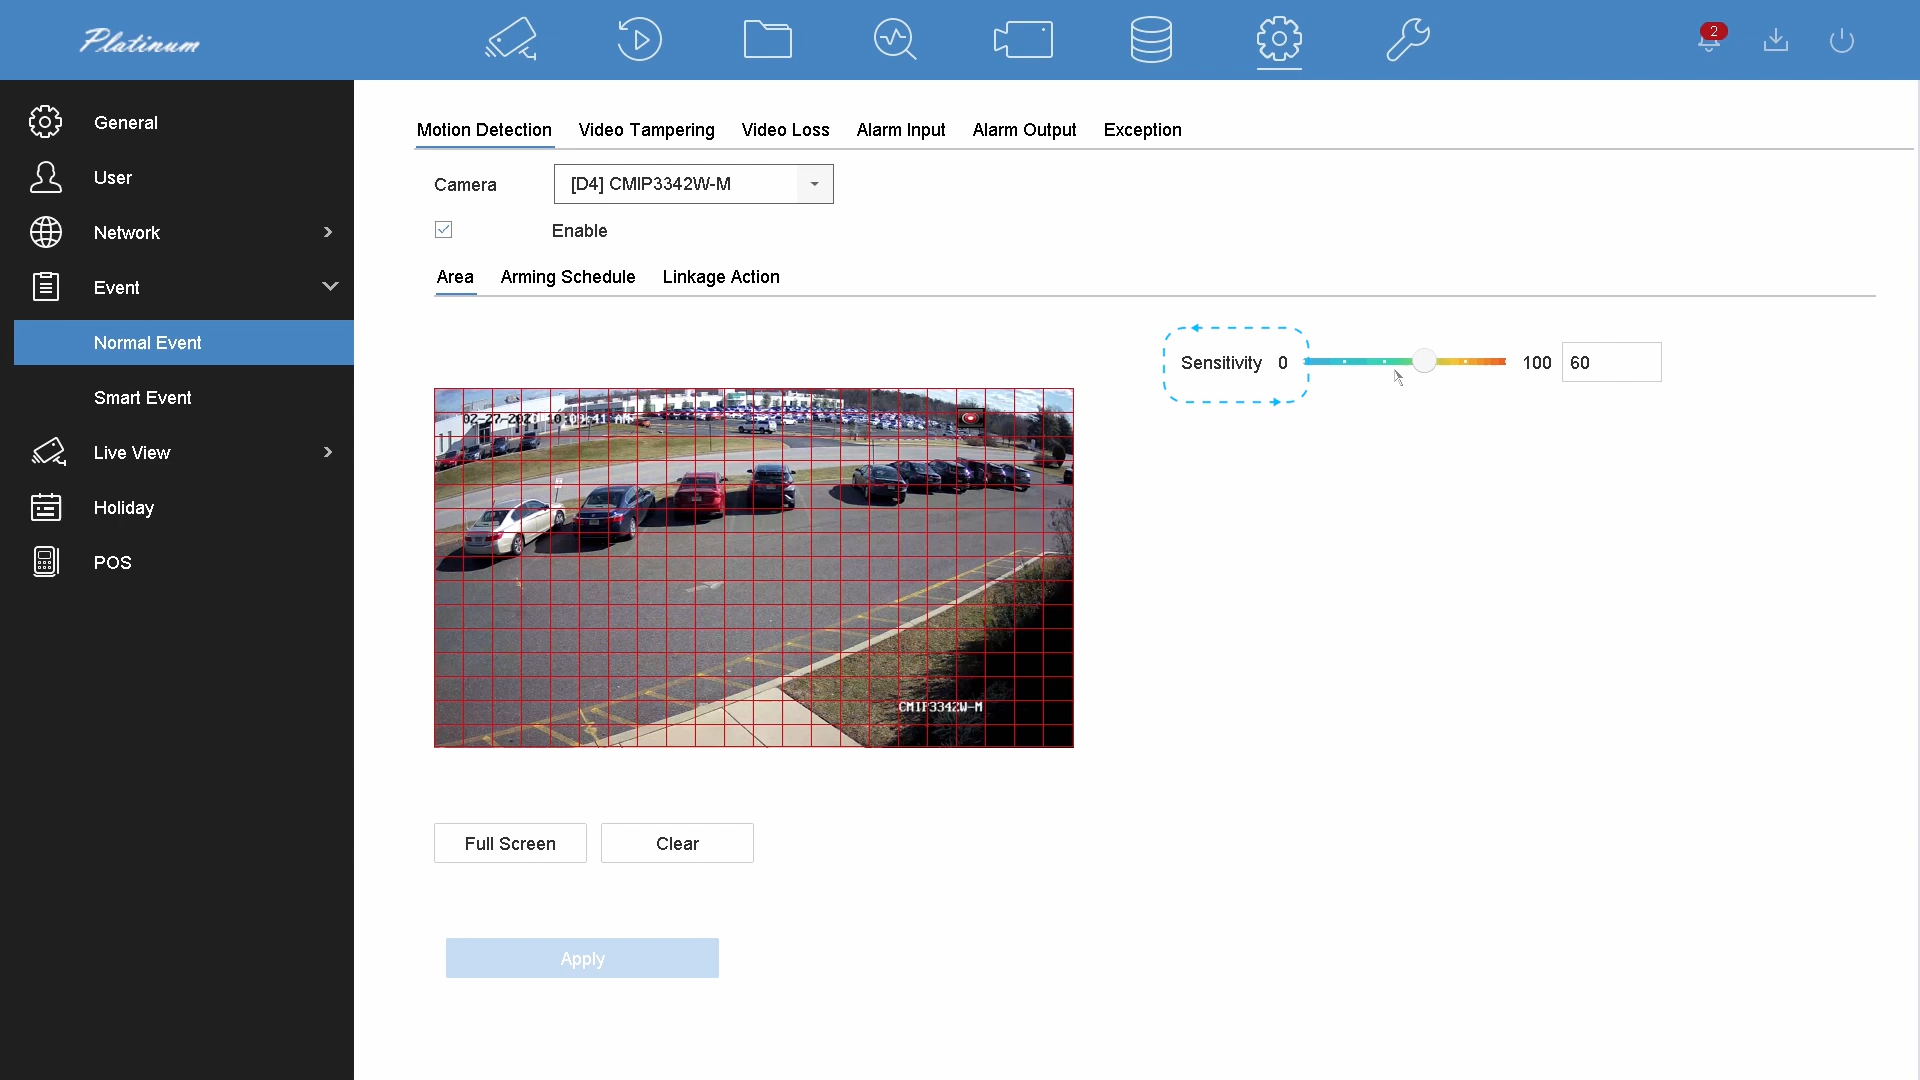 Platinum
2
General
User
Network
Event
Normal Event
Smart Event
Live View
Holiday
POS
Motion Detection Video Tampering Video Loss Alarm Input Alarm Output Exception
Camera [D4] CMIP3342W-M
Enable
Area Arming Schedule Linkage Action
Sensitivity 0 100 60
CMIP3342W-M
Full Screen Clear
Apply